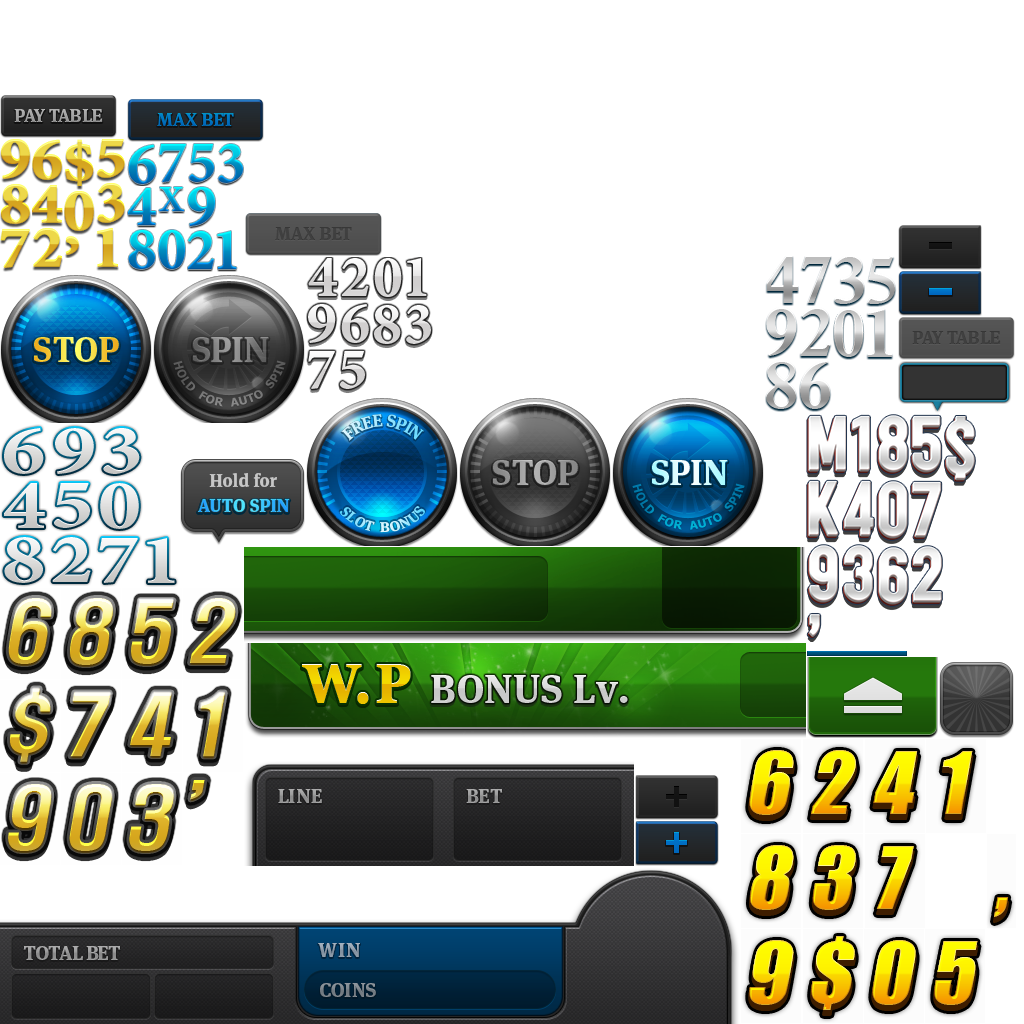 PAY TABLE
MAX BET
96$5
8403
72,1
6753
4x9
8021
MAX BET
4201
9683
75
4735
9201
86
PAY TABLE
STOP
SPIN
HOLD FOR AUTO SPIN
693
450
8271
Hold for
AUTO SPIN
FREE SPIN
SLOT BONUS
STOP
SPIN
HOLD FOR AUTO SPIN
M185$
K407
9362
,
6852
$741
903,
W.P BONUS Lv.
LINE
BET
6241
837,
9$05
TOTAL BET
WIN
COINS